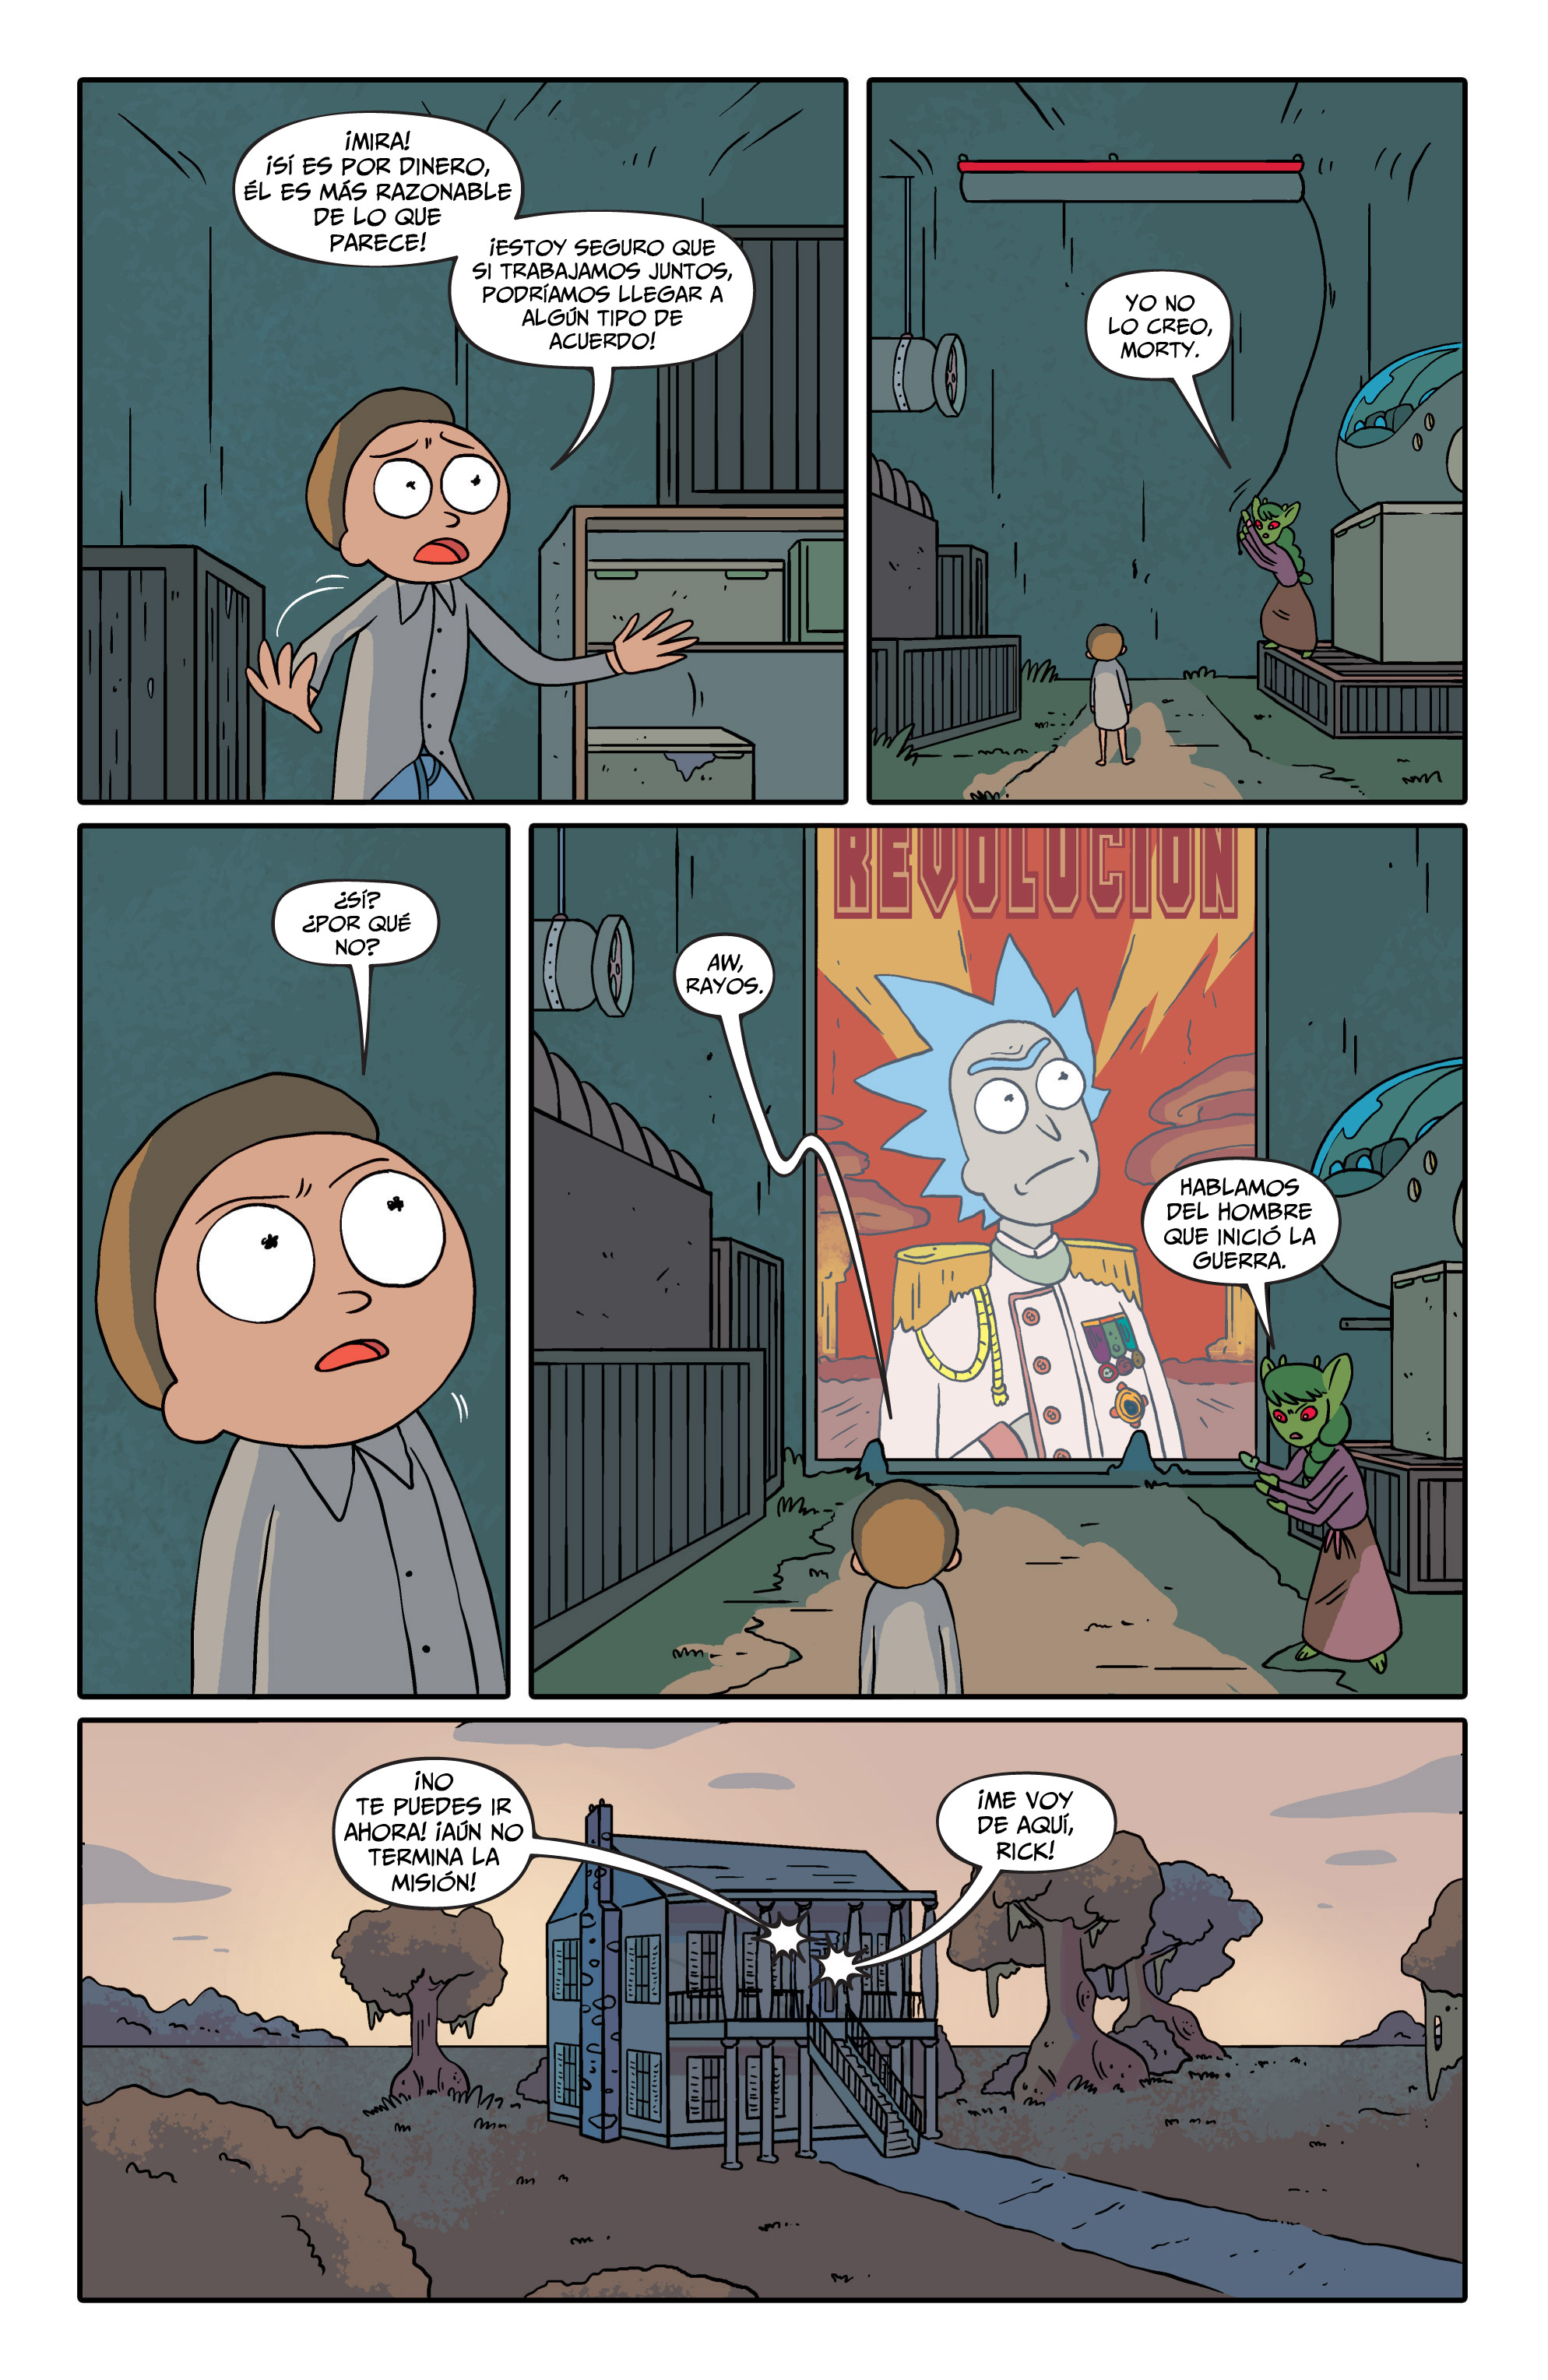 ¡MIRA!
¡SÍ ES POR DINERO,
ÉL ES MÁS RAZONABLE
DE LO QUE
PARECE!
¡ESTOY SEGURO QUE
SI TRABAJAMOS JUNTOS,
PODRÍAMOS LLEGAR A
ALGÚN TIPO DE
ACUERDO!
YO NO
LO CREO,
MORTY.
¿SÍ?
¿POR QUÉ
NO?
REVOLUCION
AW,
RAYOS.
HABLAMOS
DEL HOMBRE
QUE INICIÓ LA
GUERRA.
¡NO
TE PUEDES IR
AHORA! ¡AÚN NO
TERMINA LA
MISIÓN!
¡ME VOY
DE AQUÍ,
RICK!